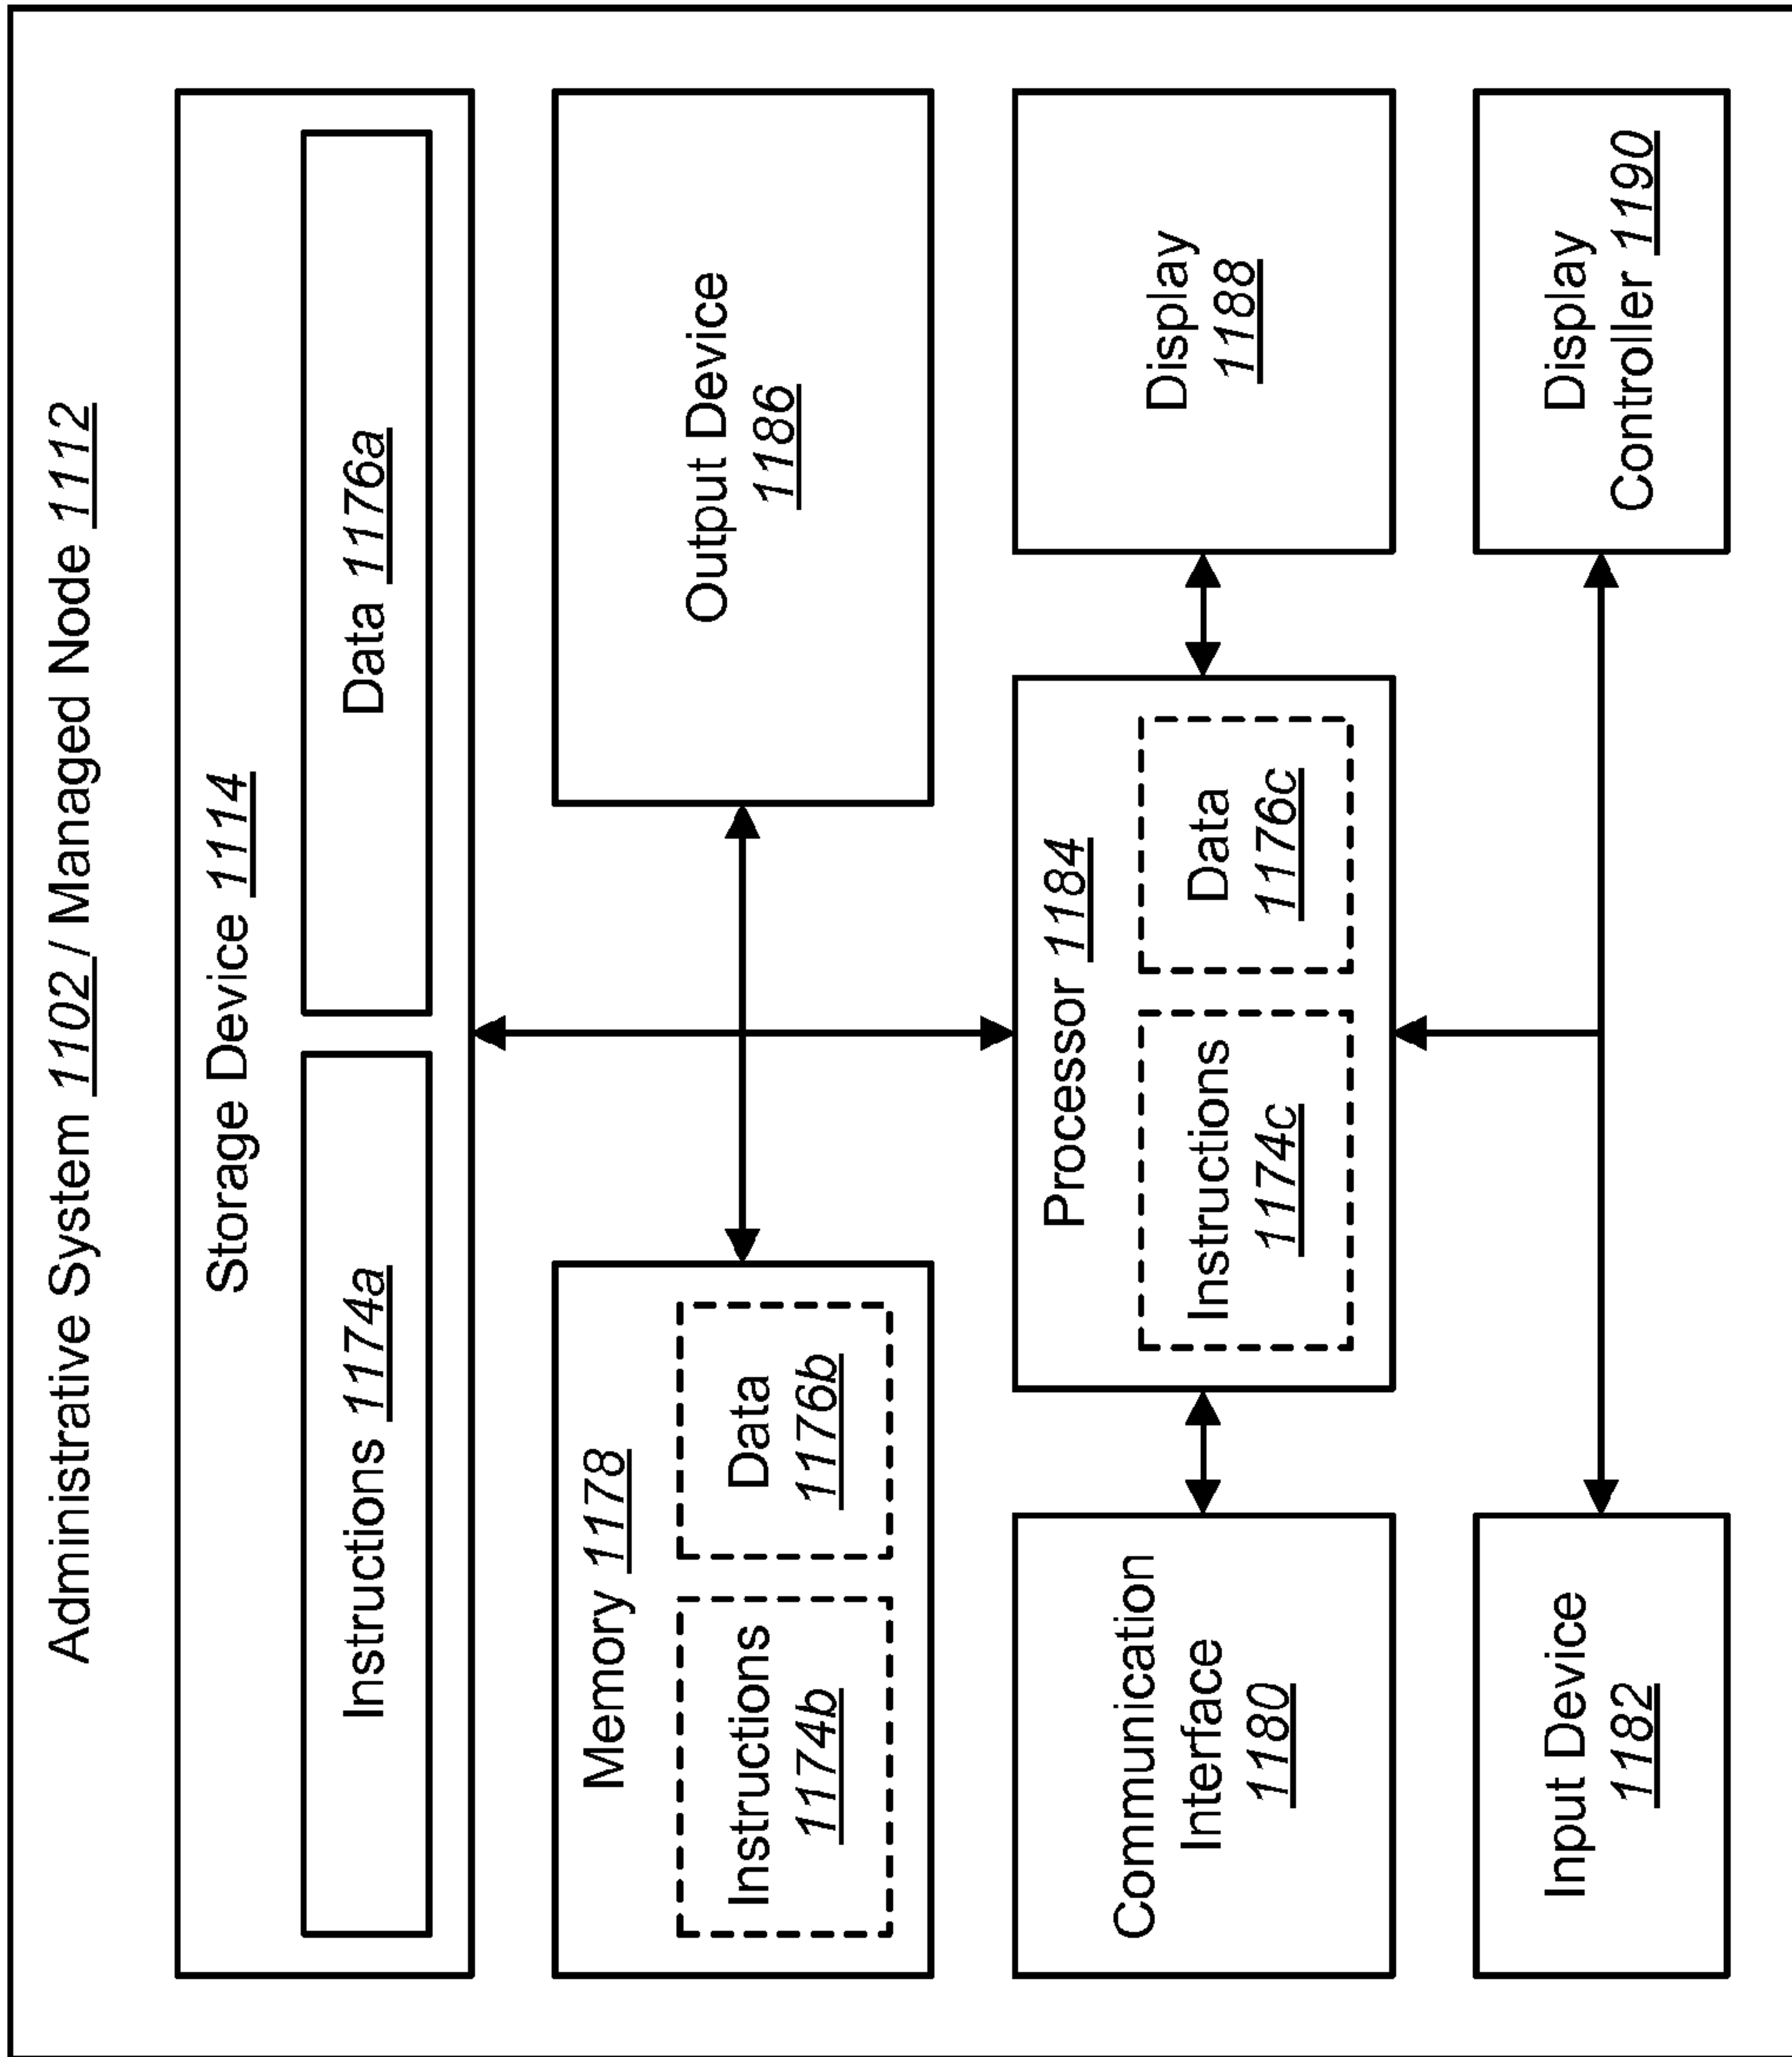 Administrative System 1102 / Managed Node 1112
Storage Device 1114
Instructions 1174a
Data 1176a
Memory 1178
Instructions
1174b
Data
1176b
Output Device
1186
Communication
Interface
1180
Processor 1184
Instructions
1174c
Data
1176c
Display
1188
Input Device
1182
Display
Controller 1190